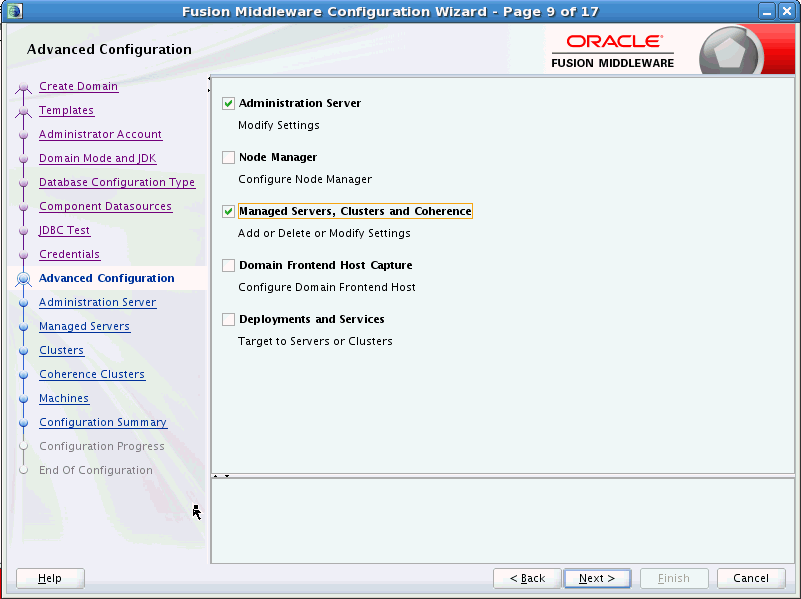 Fusion Middleware Configuration Wizard - Page 9 of 17
Advanced Configuration
ORACLE
FUSION MIDDLEWARE
Create Domain
Templates
Administrator Account
Domain Mode and JDK
Database Configuration Type
Component Datasources
JDBC Test
Credentials
Advanced Configuration
Administration Server
Managed Servers
Clusters
Coherence Clusters
Machines
Configuration Summary
Configuration Progress
End Of Configuration
Administration Server
Modify Settings
Node Manager
Configure Node Manager
Managed Servers, Clusters and Coherence
Add or Delete or Modify Settings
Domain Frontend Host Capture
Configure Domain Frontend Host
Deployments and Services
Target to Servers or Clusters
Help
< Back
Next >
Finish
Cancel